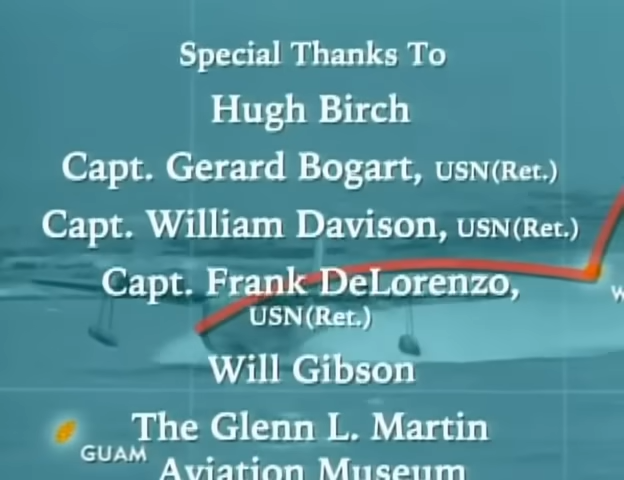 Special Thanks To
Hugh Birch
Capt. Gerard Bogart, USN(Ret.)
Capt. William Davison, USN(Ret.)
Capt. Frank DeLorenzo,
USN(Ret.)
W
Will Gibson
The Glenn L. Martin
GUAM
Aviation Museum